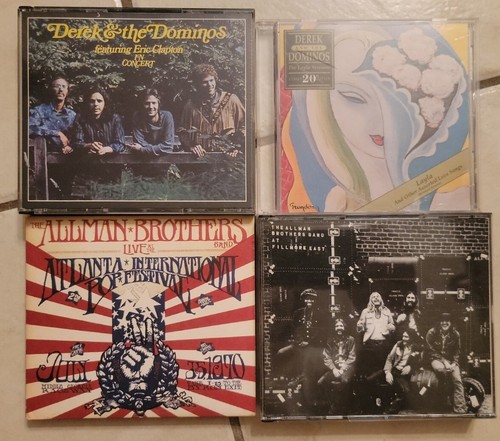 Derek & the Dominos
featuring Eric Clapton
IN
CONCERT
DEREK
AND THE
DOMINOS
20
Layla
THE
ALLMAN ★ BROTHERS
BAND
LIVE AT
ATLANTA INTERNATIONAL
POP FESTIVAL
JULY
3 & 5 1970
THE ALLMAN
BROTHERS BAND
AT
FILLMORE EAST